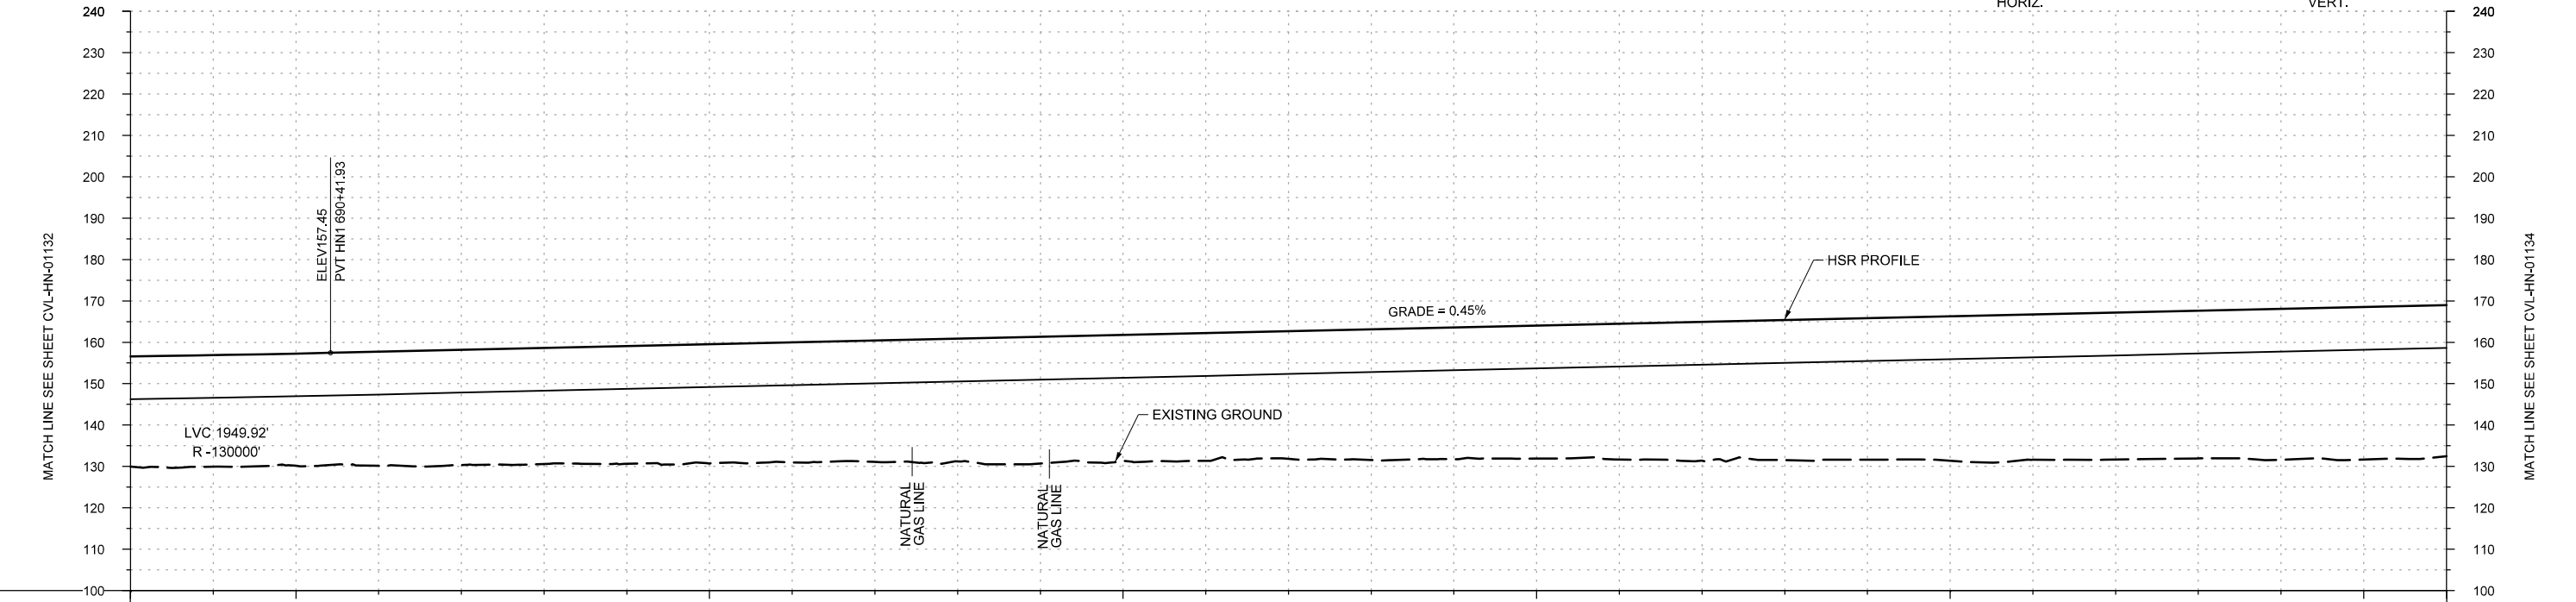 HORIZ.
VERT.
240
230
220
210
200
190
180
170
160
150
140
130
120
110
100
MATCH LINE SEE SHEET CVL-HN-01132
ELEV157.45
PVT HN1 690+41.93
LVC 1949.92'
R -130000'
NATURAL
GAS LINE
NATURAL
GAS LINE
EXISTING GROUND
GRADE = 0.45%
HSR PROFILE
240
230
220
210
200
190
180
170
160
150
140
130
120
110
100
MATCH LINE SEE SHEET CVL-HN-01134